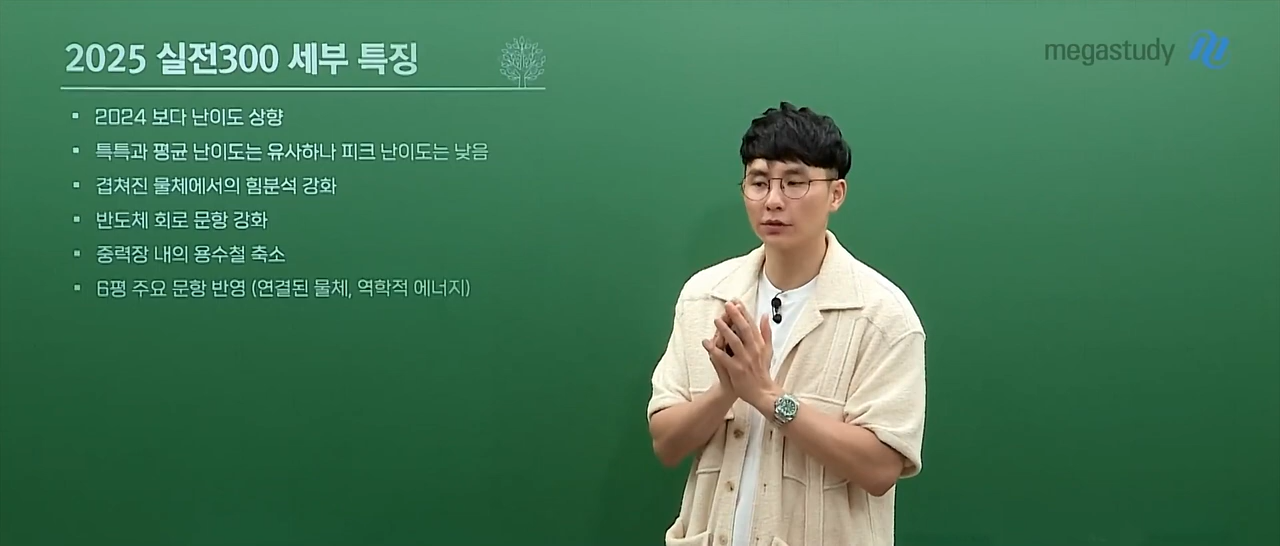 2025 실전300 세부 특징
megastudy
2024 보다 난이도 상향
특특과 평균 난이도는 유사하나 피크 난이도는 낮음
겹쳐진 물체에서의 힘분석 강화
반도체 회로 문항 강화
중력장 내의 용수철 축소
6평 주요 문항 반영 (연결된 물체, 역학적 에너지)